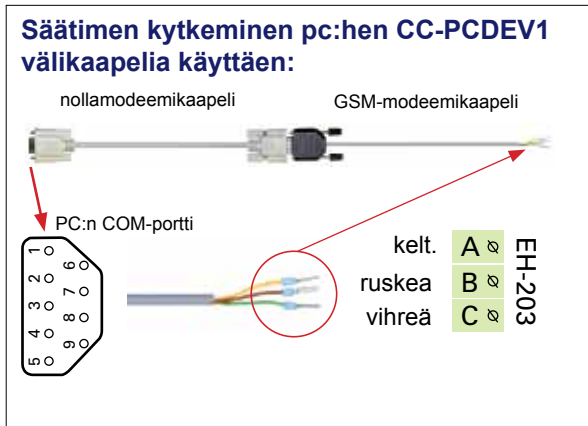 Säätimen kytkeminen pc:hen CC-PCDEV1
välikaapelia käyttäen:
nollamodeemikaapeli
GSM-modeemikaapeli
PC:n COM-portti
1
2
3
4
5
6
7
8
9
kelt. A ⦰
ruskea B ⦰
vihreä C ⦰
EH-203